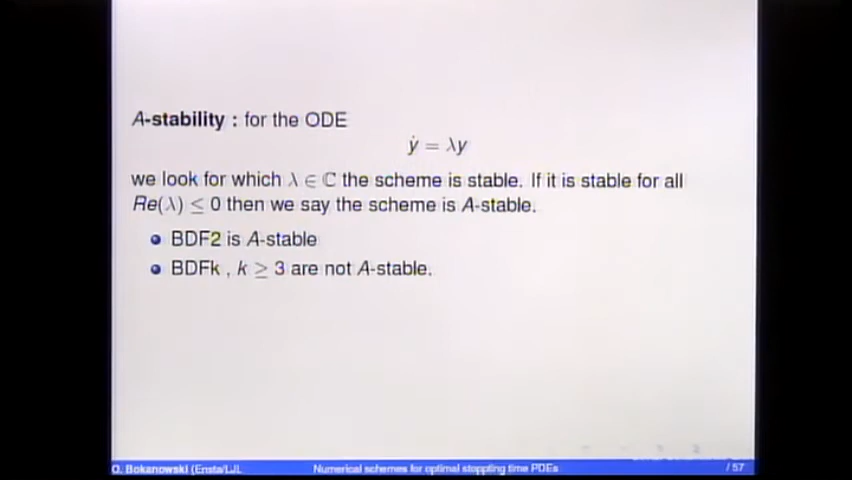 A-stability : for the ODE
ẏ = λy
we look for which λ ∈ ℂ the scheme is stable. If it is stable for all
Re(λ) ≤ 0 then we say the scheme is A-stable.
BDF2 is A-stable
BDFk , k ≥ 3 are not A-stable.
O. Bokanowski (Ensta/LJL Numerical schemes for optimal stoppting time PDEs / 57